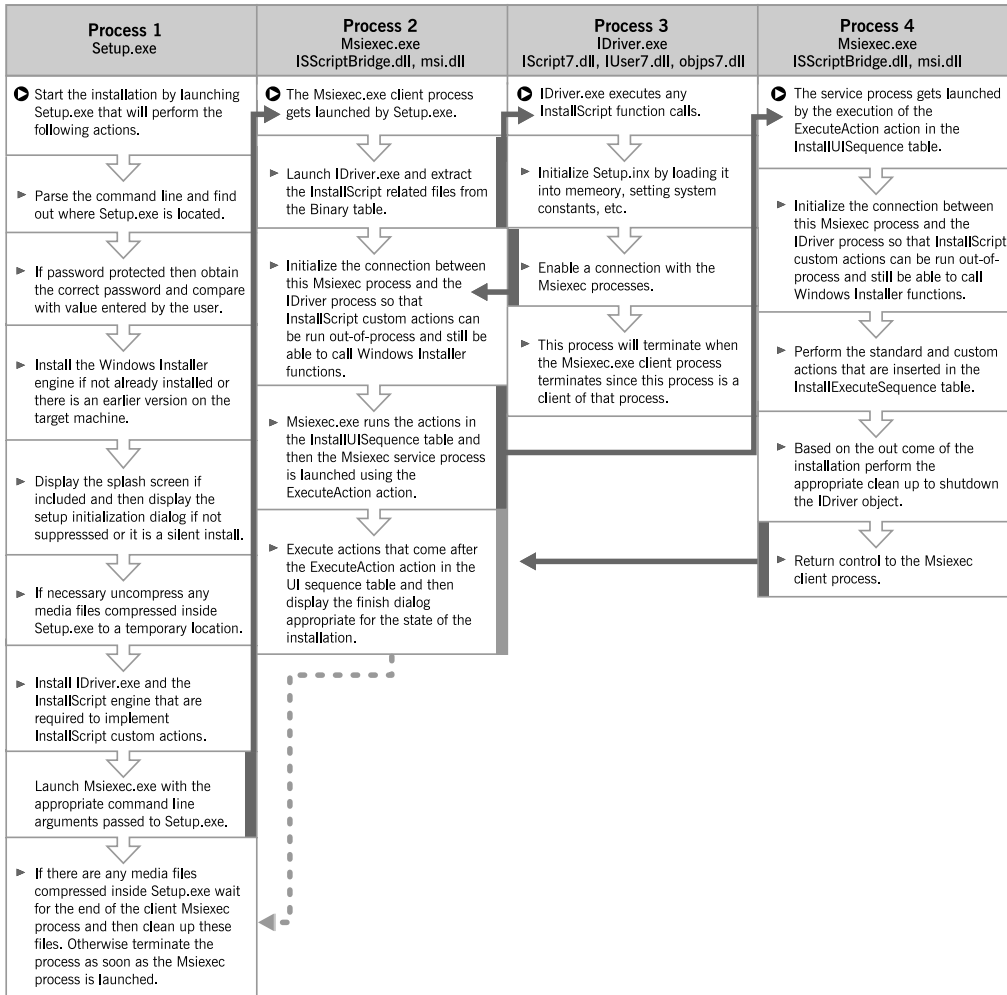 Process 1
Setup.exe
Start the installation by launching
Setup.exe that will perform the
following actions.
Parse the command line and find
out where Setup.exe is located.
If password protected then obtain
the correct password and compare
with value entered by the user.
Install the Windows Installer
engine if not already installed or
there is an earlier version on the
target machine.
Display the splash screen if
included and then display the
setup initialization dialog if not
suppresssed or it is a silent install.
If necessary uncompress any
media files compressed inside
Setup.exe to a temporary location.
Install IDriver.exe and the
InstallScript engine that are
required to implement
InstallScript custom actions.
Launch Msiexec.exe with the
appropriate command line
arguments passed to Setup.exe.
If there are any media files
compressed inside Setup.exe wait
for the end of the client Msiexec
process and then clean up these
files. Otherwise terminate the
process as soon as the Msiexec
process is launched.
Process 2
Msiexec.exe
ISScriptBridge.dll, msi.dll
The Msiexec.exe client process
gets launched by Setup.exe.
Launch IDriver.exe and extract
the InstallScript related files from
the Binary table.
Initialize the connection between
this Msiexec process and the
IDriver process so that
InstallScript custom actions can
be run out-of-process and still be
able to call Windows Installer
functions.
Msiexec.exe runs the actions in
the InstallUISequence table and
then the Msiexec service process
is launched using the
ExecuteAction action.
Execute actions that come after
the ExecuteAction action in the
UI sequence table and then
display the finish dialog
appropriate for the state of the
installation.
Process 3
IDriver.exe
IScript7.dll, IUser7.dll, objps7.dll
IDriver.exe executes any
InstallScript function calls.
Initialize Setup.inx by loading it
into memeory, setting system
constants, etc.
Enable a connection with the
Msiexec processes.
This process will terminate when
the Msiexec.exe client process
terminates since this process is a
client of that process.
Process 4
Msiexec.exe
ISScriptBridge.dll, msi.dll
The service process gets launched
by the execution of the
ExecuteAction action in the
InstallUISequence table.
Initialize the connection between
this Msiexec process and the
IDriver process so that InstallScript
custom actions can be run out-of-
process and still be able to call
Windows Installer functions.
Perform the standard and custom
actions that are inserted in the
InstallExecuteSequence table.
Based on the out come of the
installation perform the
appropriate clean up to shutdown
the IDriver object.
Return control to the Msiexec
client process.